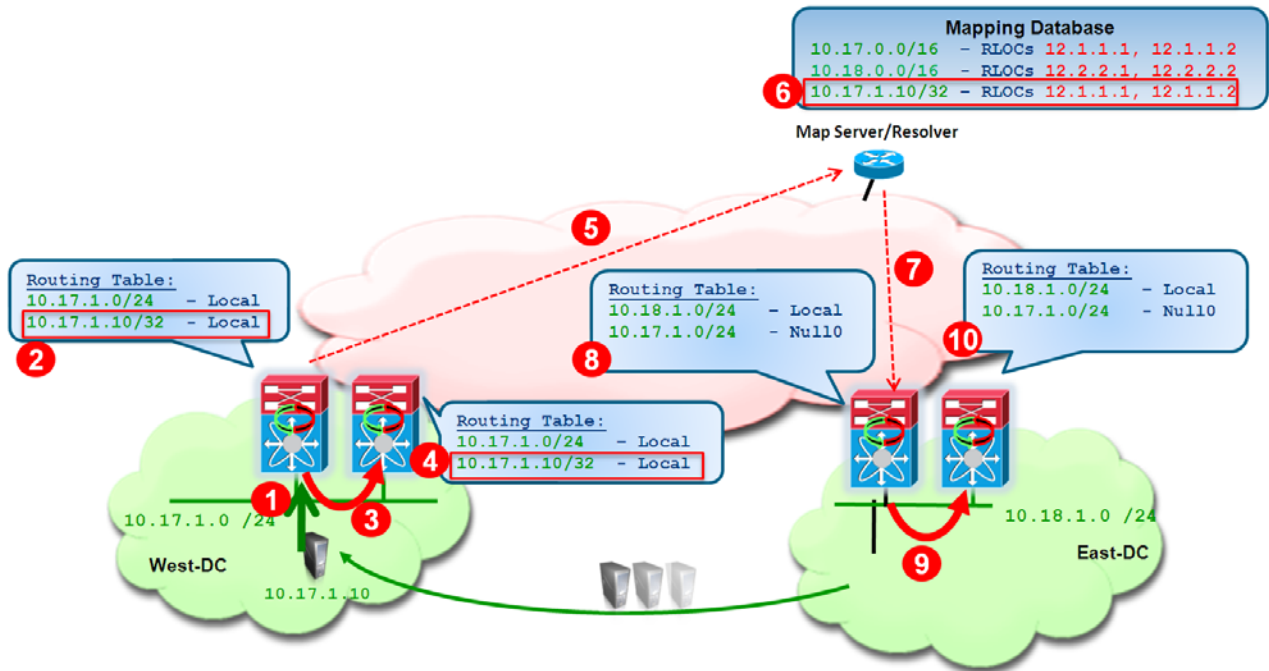 Mapping Database
10.17.0.0/16 - RLOCs 12.1.1.1, 12.1.1.2
10.18.0.0/16 - RLOCs 12.2.2.1, 12.2.2.2
10.17.1.10/32 - RLOCs 12.1.1.1, 12.1.1.2
6
Map Server/Resolver
5
7
Routing Table:
10.17.1.0/24 - Local
10.17.1.10/32 - Local
2
Routing Table:
10.18.1.0/24 - Local
10.17.1.0/24 - Null0
8
Routing Table:
10.18.1.0/24 - Local
10.17.1.0/24 - Null0
10
Routing Table:
10.17.1.0/24 - Local
10.17.1.10/32 - Local
4
1
3
10.17.1.0 /24
West-DC
10.17.1.10
10.18.1.0 /24
East-DC
9